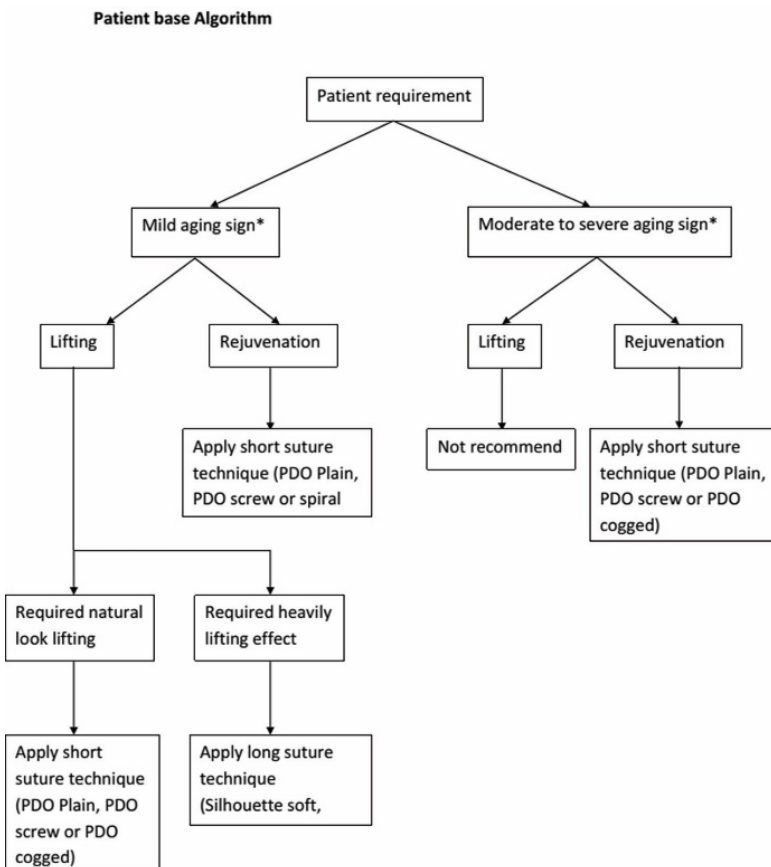 Patient base Algorithm
Patient requirement
Mild aging sign*
Moderate to severe aging sign*
Lifting
Rejuvenation
Lifting
Rejuvenation
Apply short suture
technique (PDO Plain,
PDO screw or spiral
Not recommend
Apply short suture
technique (PDO Plain,
PDO screw or PDO
cogged)
Required natural
look lifting
Required heavily
lifting effect
Apply short
suture technique
(PDO Plain, PDO
screw or PDO
cogged)
Apply long suture
technique
(Silhouette soft,